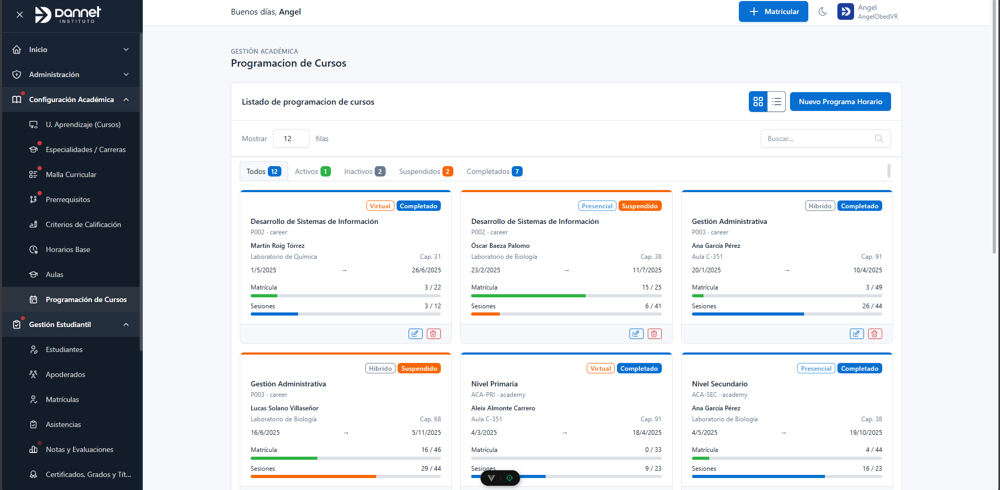 Dannet
INSTITUTO
Inicio
Administración
Configuración Académica
U. Aprendizaje (Cursos)
Especialidades / Carreras
Malla Curricular
Prerrequisitos
Criterios de Calificación
Horarios Base
Aulas
Programación de Cursos
Gestión Estudiantil
Estudiantes
Apoderados
Matrículas
Asistencias
Notas y Evaluaciones
Certificados, Grados y Tít...
Buenos días, Angel
Matricular
Angel
AngelObedVR
GESTIÓN ACADÉMICA
Programacion de Cursos
Listado de programacion de cursos
Nuevo Programa Horario
Mostrar 12 filas
Buscar...
Todos 12 Activos 1 Inactivos 2 Suspendidos 2 Completados 7
Virtual Completado
Desarrollo de Sistemas de Información
P002 · career
Martín Roig Tórrez
Laboratorio de Química Cap. 31
1/5/2025 → 26/6/2025
Matrícula 3 / 22
Sesiones 3 / 12
Presencial Suspendido
Desarrollo de Sistemas de Información
P002 · career
Óscar Baeza Palomo
Laboratorio de Biología Cap. 38
23/2/2025 → 11/7/2025
Matrícula 15 / 25
Sesiones 6 / 41
Híbrido Completado
Gestión Administrativa
P003 · career
Ana García Pérez
Aula C-351 Cap. 91
20/1/2025 → 10/4/2025
Matrícula 3 / 49
Sesiones 26 / 44
Híbrido Suspendido
Gestión Administrativa
P003 · career
Lucas Solano Villaseñor
Laboratorio de Biología Cap. 68
16/6/2025 → 5/11/2025
Matrícula 16 / 46
Sesiones 29 / 44
Virtual Completado
Nivel Primaria
ACA-PRI · academy
Aleix Almonte Carrero
Aula C-351 Cap. 91
4/3/2025 → 18/4/2025
Matrícula 0 / 33
Sesiones 9 / 23
Presencial Completado
Nivel Secundario
ACA-SEC · academy
Ana García Pérez
Laboratorio de Biología Cap. 38
4/5/2025 → 19/10/2025
Matrícula 4 / 44
Sesiones 16 / 23